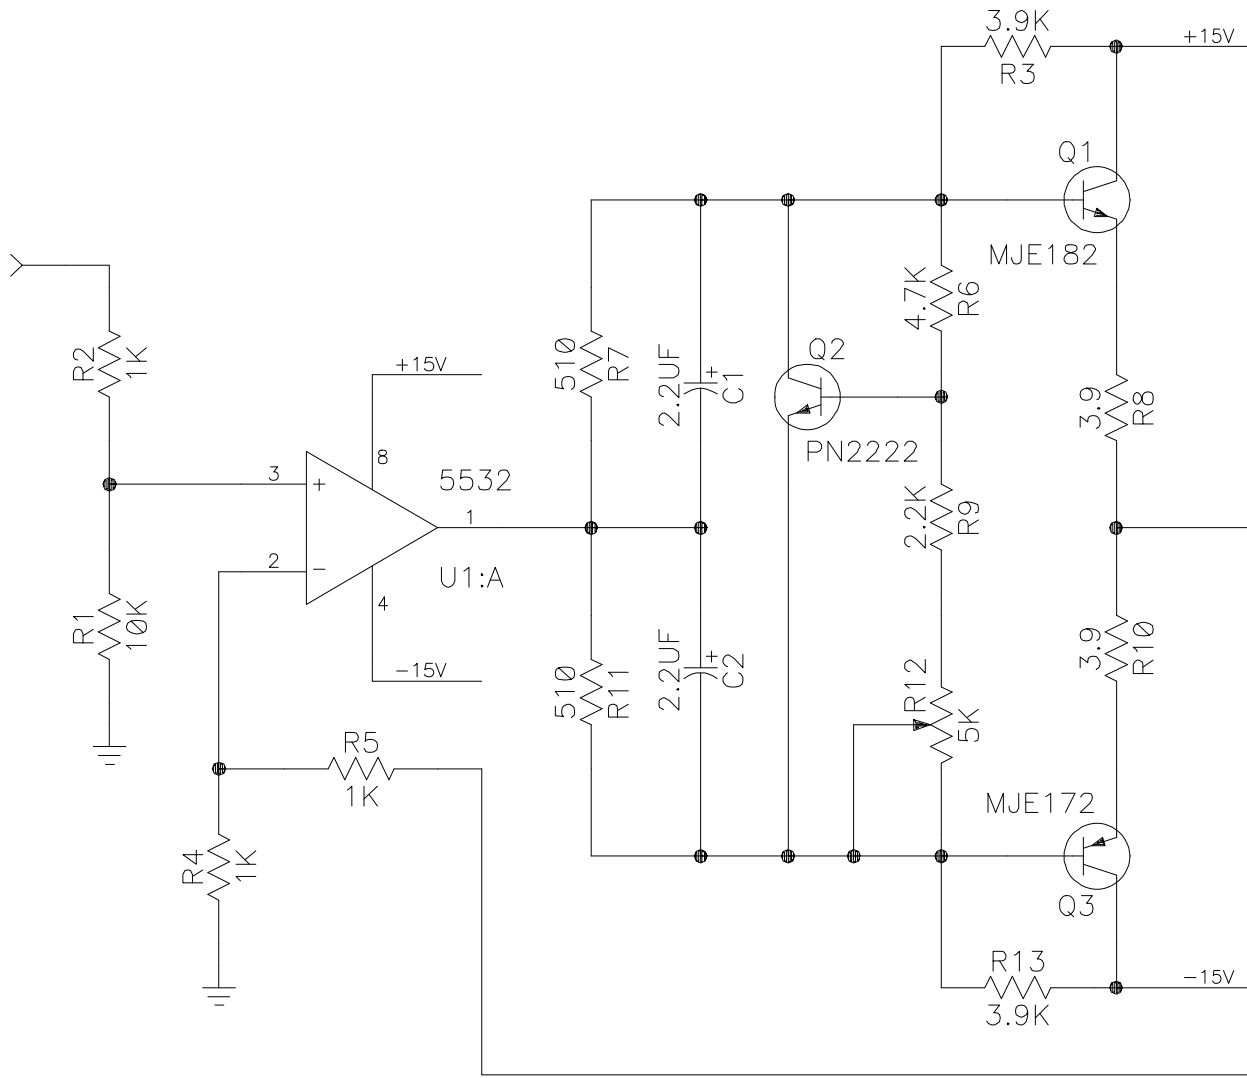 3.9K
+15V
R3
Q1
MJE182
R2
1K
+15V
510
R7
2.2UF
+
C1
Q2
4.7K
R6
PN2222
3.9
R8
8
3
+
5532
1
2
−
U1:A
4
−15V
2.2K
R9
R1
10K
510
R11
2.2UF
+
C2
R12
5K
3.9
R10
R5
1K
MJE172
R4
1K
Q3
R13
−15V
3.9K